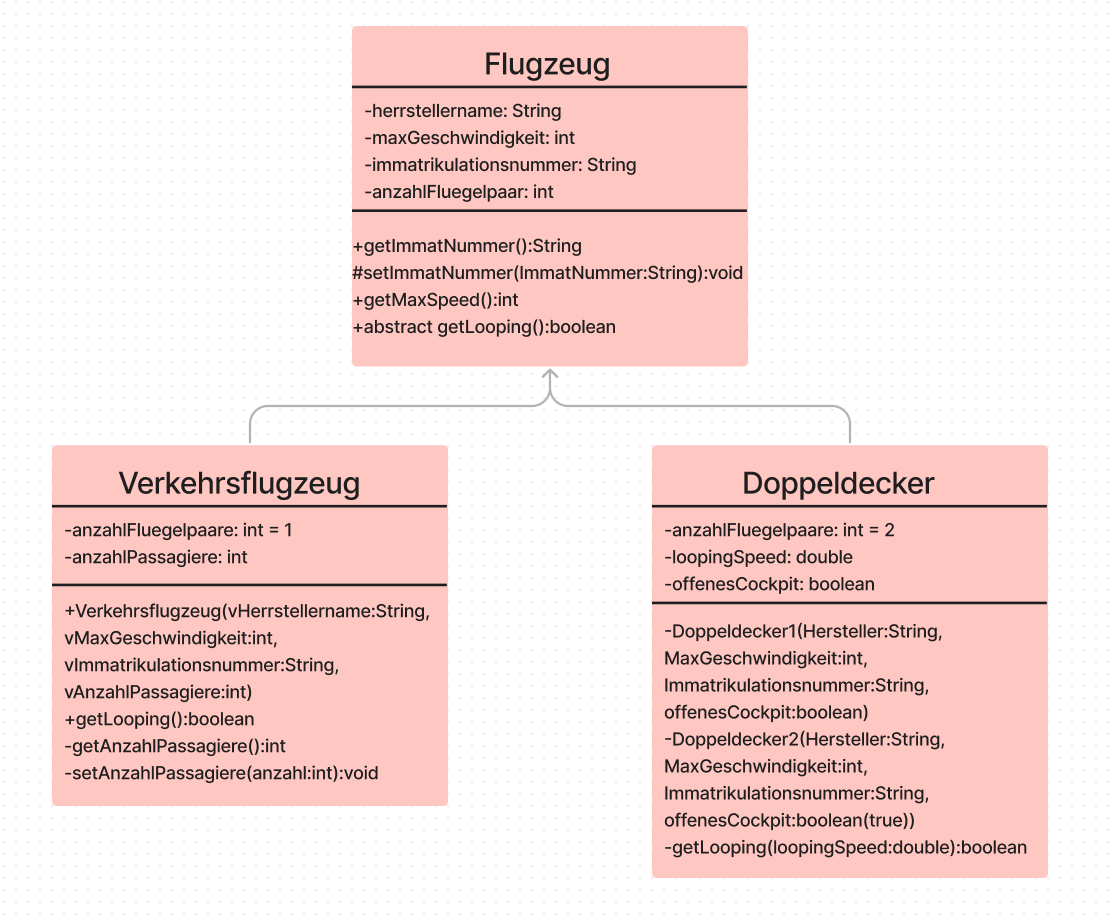 Flugzeug
-herrstellername: String
-maxGeschwindigkeit: int
-immatrikulationsnummer: String
-anzahlFluegelpaar: int
+getImmatNummer():String
#setImmatNummer(ImmatNummer:String):void
+getMaxSpeed():int
+abstract getLooping():boolean
Verkehrsflugzeug
-anzahlFluegelpaare: int = 1
-anzahlPassagiere: int
+Verkehrsflugzeug(vHerrstellername:String,
vMaxGeschwindigkeit:int,
vImmatrikulationsnummer:String,
vAnzahlPassagiere:int)
+getLooping():boolean
-getAnzahlPassagiere():int
-setAnzahlPassagiere(anzahl:int):void
Doppeldecker
-anzahlFluegelpaare: int = 2
-loopingSpeed: double
-offenesCockpit: boolean
-Doppeldecker1(Hersteller:String,
MaxGeschwindigkeit:int,
Immatrikulationsnummer:String,
offenesCockpit:boolean)
-Doppeldecker2(Hersteller:String,
MaxGeschwindigkeit:int,
Immatrikulationsnummer:String,
offenesCockpit:boolean(true))
-getLooping(loopingSpeed:double):boolean